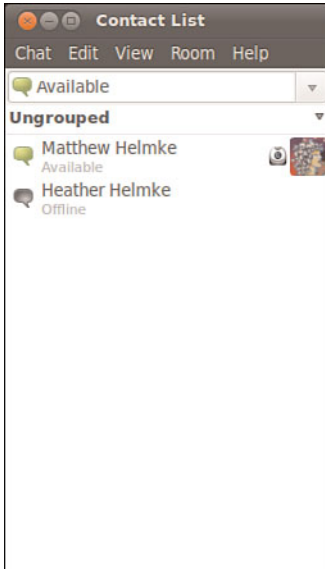 Contact List
Chat Edit View Room Help
Available
Ungrouped
Matthew Helmke
Available
Heather Helmke
Offline